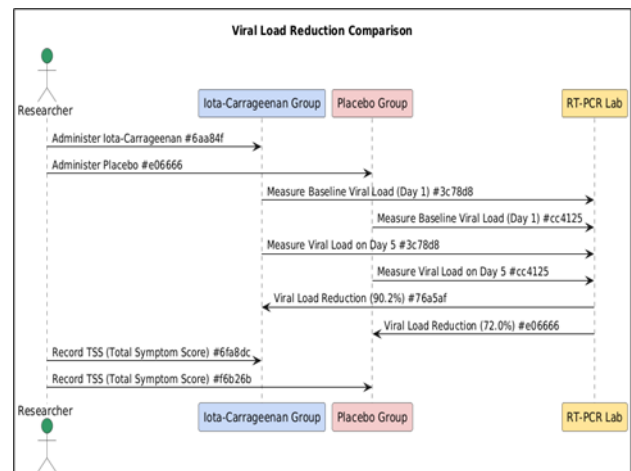 Viral Load Reduction Comparison
Researcher
Iota-Carrageenan Group
Placebo Group
RT-PCR Lab
Administer Iota-Carrageenan #6aa84f
Administer Placebo #e06666
Measure Baseline Viral Load (Day 1) #3c78d8
Measure Baseline Viral Load (Day 1) #cc4125
Measure Viral Load on Day 5 #3c78d8
Measure Viral Load on Day 5 #cc4125
Viral Load Reduction (90.2%) #76a5af
Viral Load Reduction (72.0%) #e06666
Record TSS (Total Symptom Score) #6fa8dc
Record TSS (Total Symptom Score) #f6b26b
Researcher
Iota-Carrageenan Group
Placebo Group
RT-PCR Lab